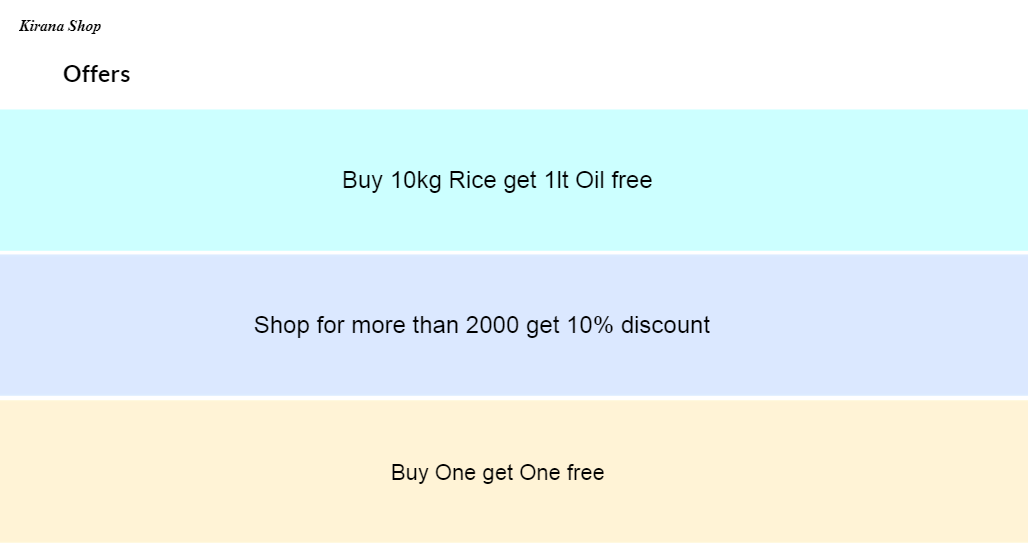 Kirana Shop
Offers
Buy 10kg Rice get 1lt Oil free
Shop for more than 2000 get 10% discount
Buy One get One free